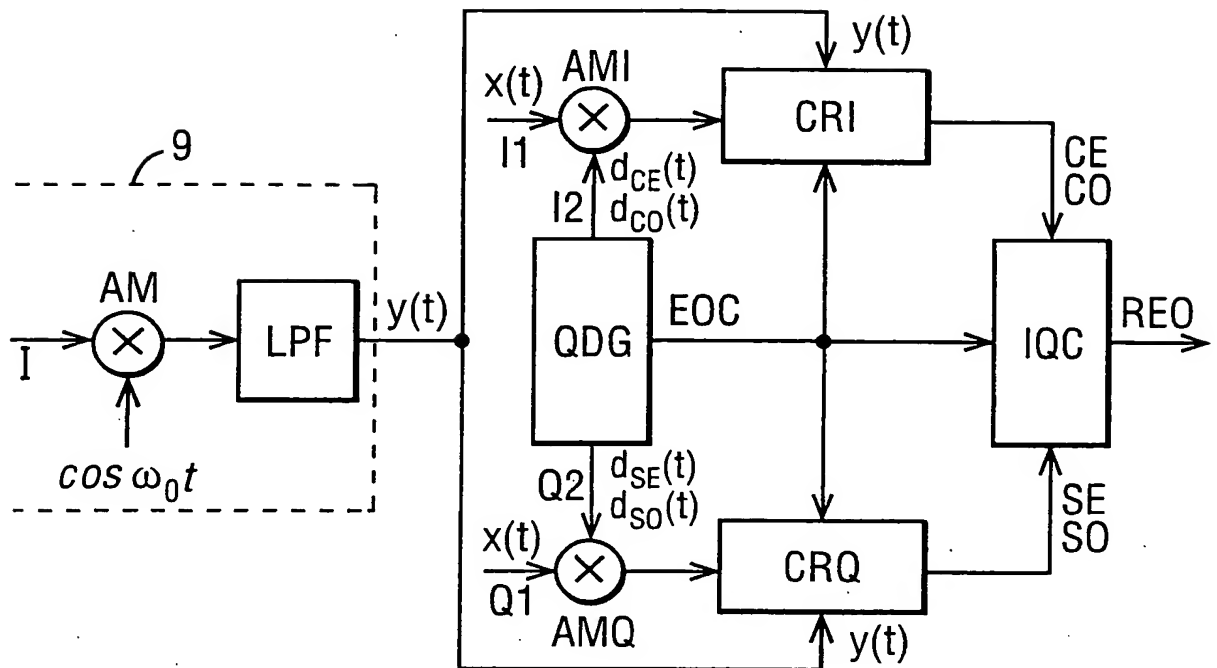 y(t)
AMI
x(t)
I1
CRI
9
d_CE(t)
d_CO(t)
I2
CE
CO
AM
LPF
y(t)
QDG
EOC
IQC
REO
I
cos ω₀t
Q2
d_SE(t)
d_SO(t)
SE
SO
x(t)
Q1
CRQ
AMQ
y(t)